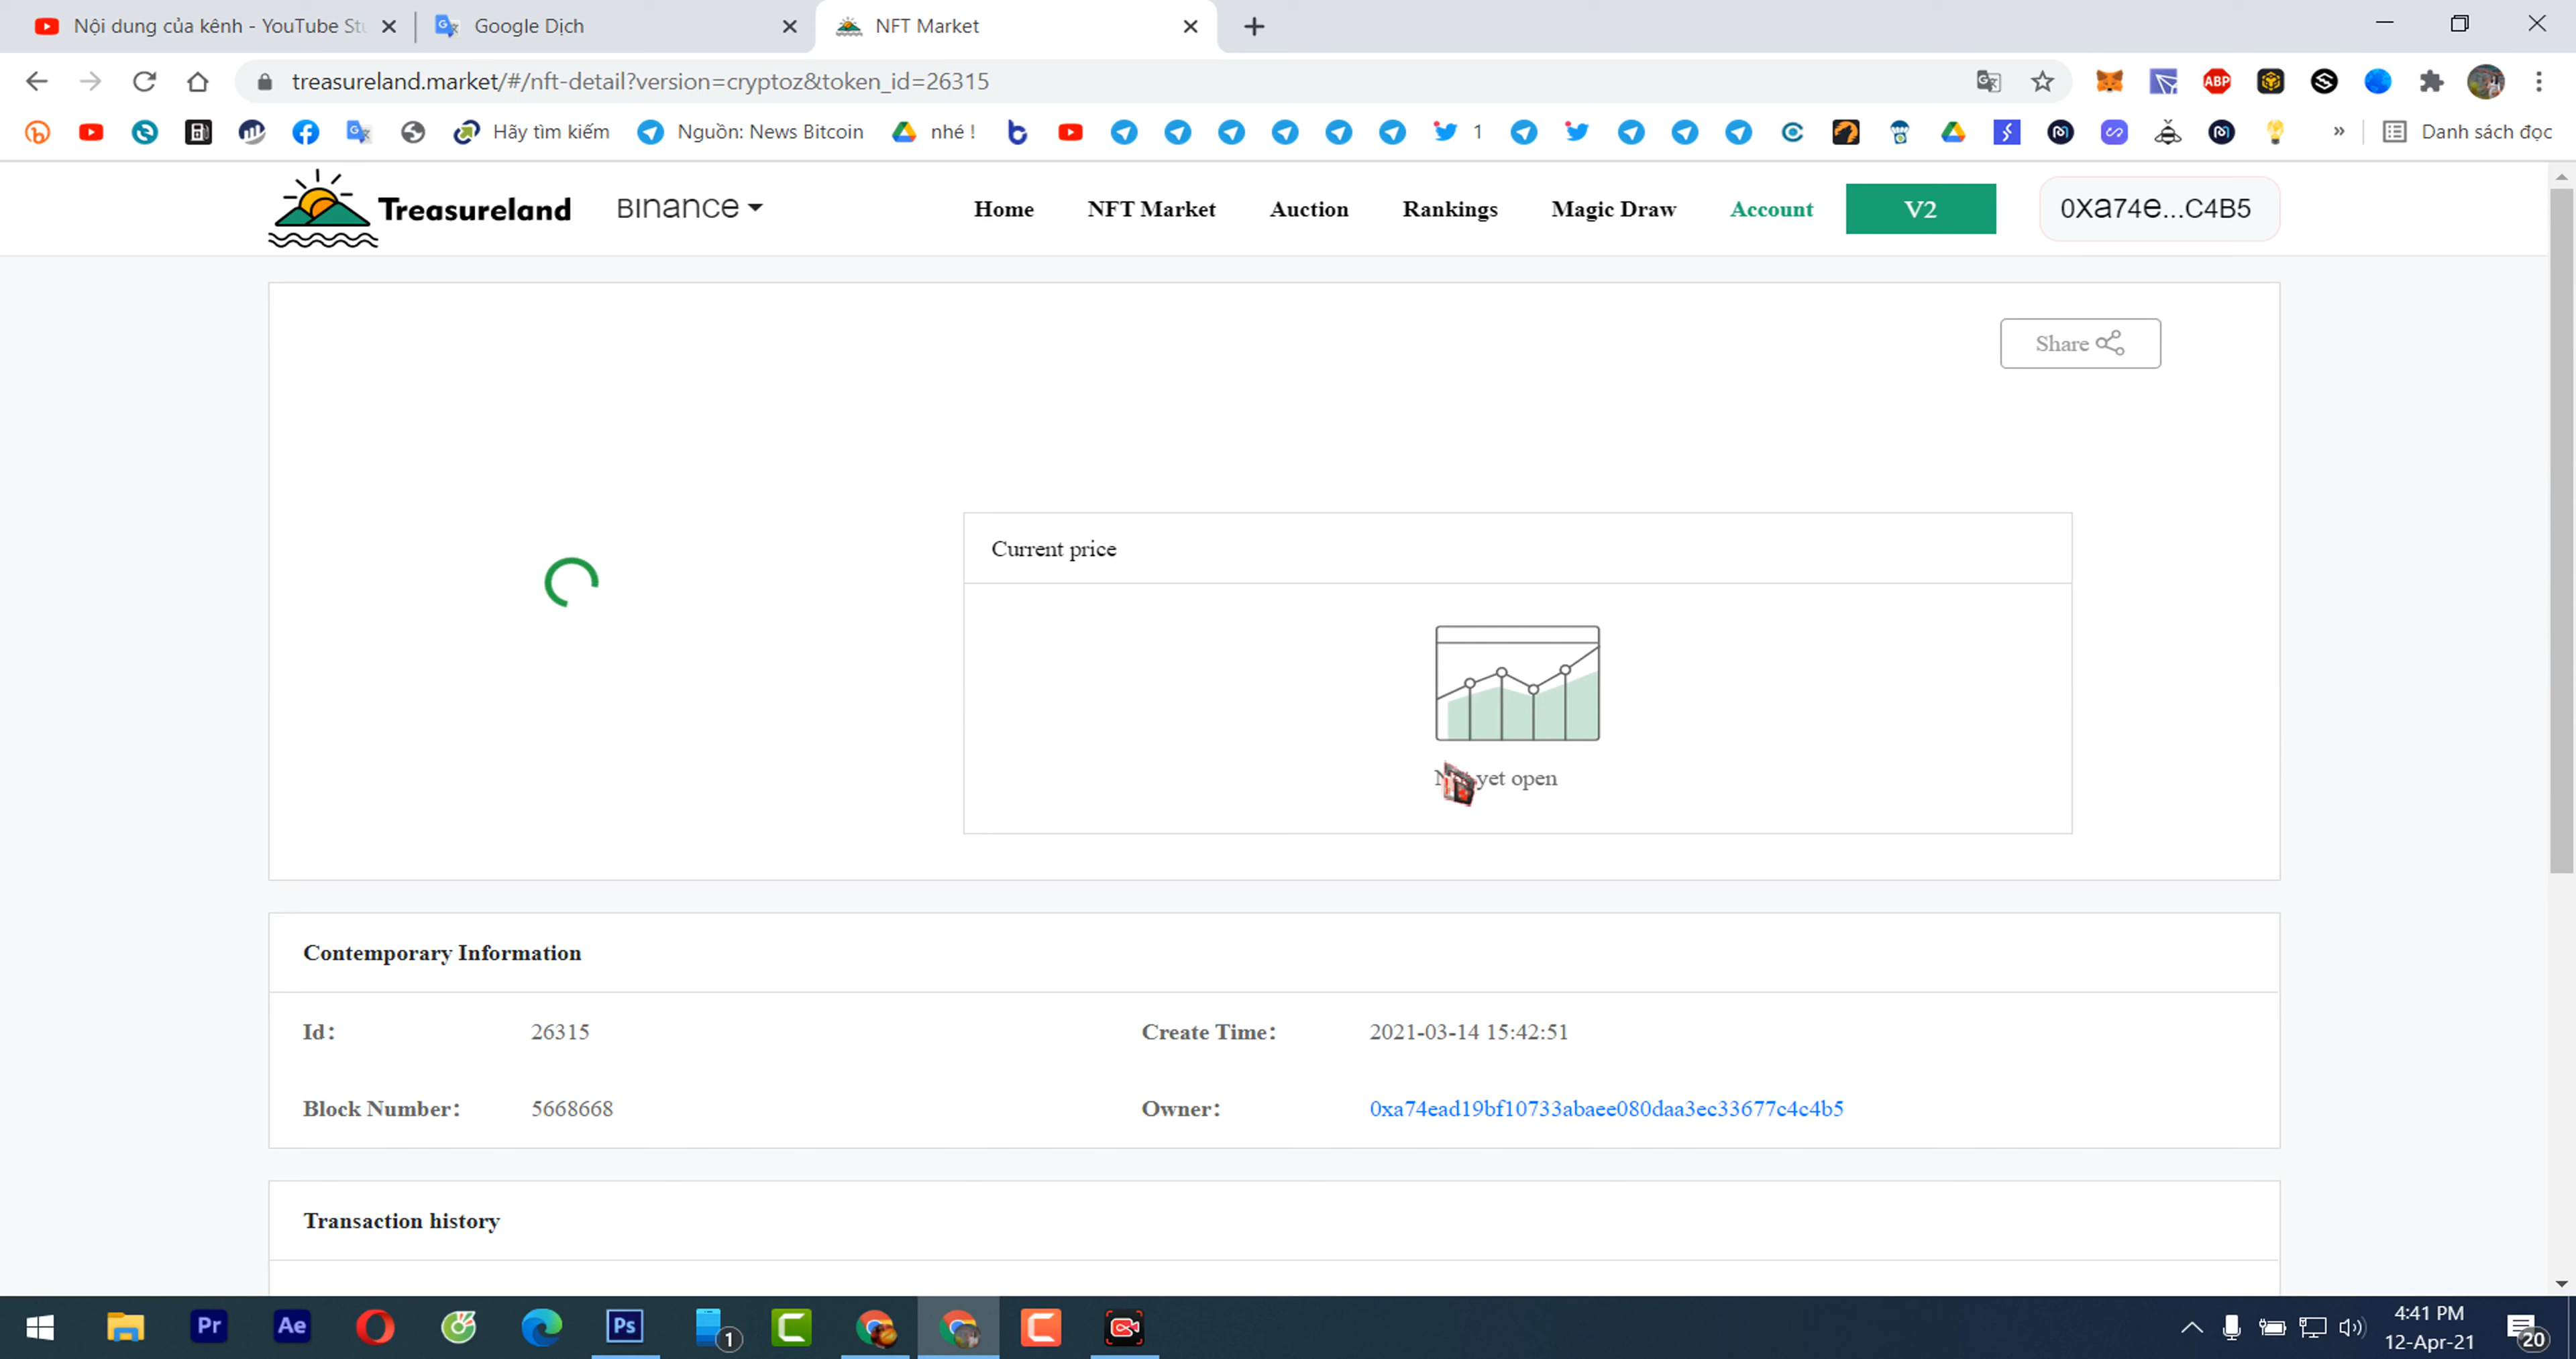 Nội dung của kênh - YouTube Stu
Google Dịch
NFT Market
treasureland.market/#/nft-detail?version=cryptoz&token_id=26315
ABP
Hãy tìm kiếm
Nguồn: News Bitcoin
nhé !
1
»
Danh sách đọc
Treasureland
BINANCE
Home
NFT Market
Auction
Rankings
Magic Draw
Account
V2
0xa74e...C4B5
Share
Current price
yet open
Contemporary Information
Id:
26315
Create Time:
2021-03-14 15:42:51
Block Number:
5668668
Owner:
0xa74ead19bf10733abaee080daa3ec33677c4c4b5
Transaction history
Pr
Ae
Ps
1
4:41 PM
12-Apr-21
20